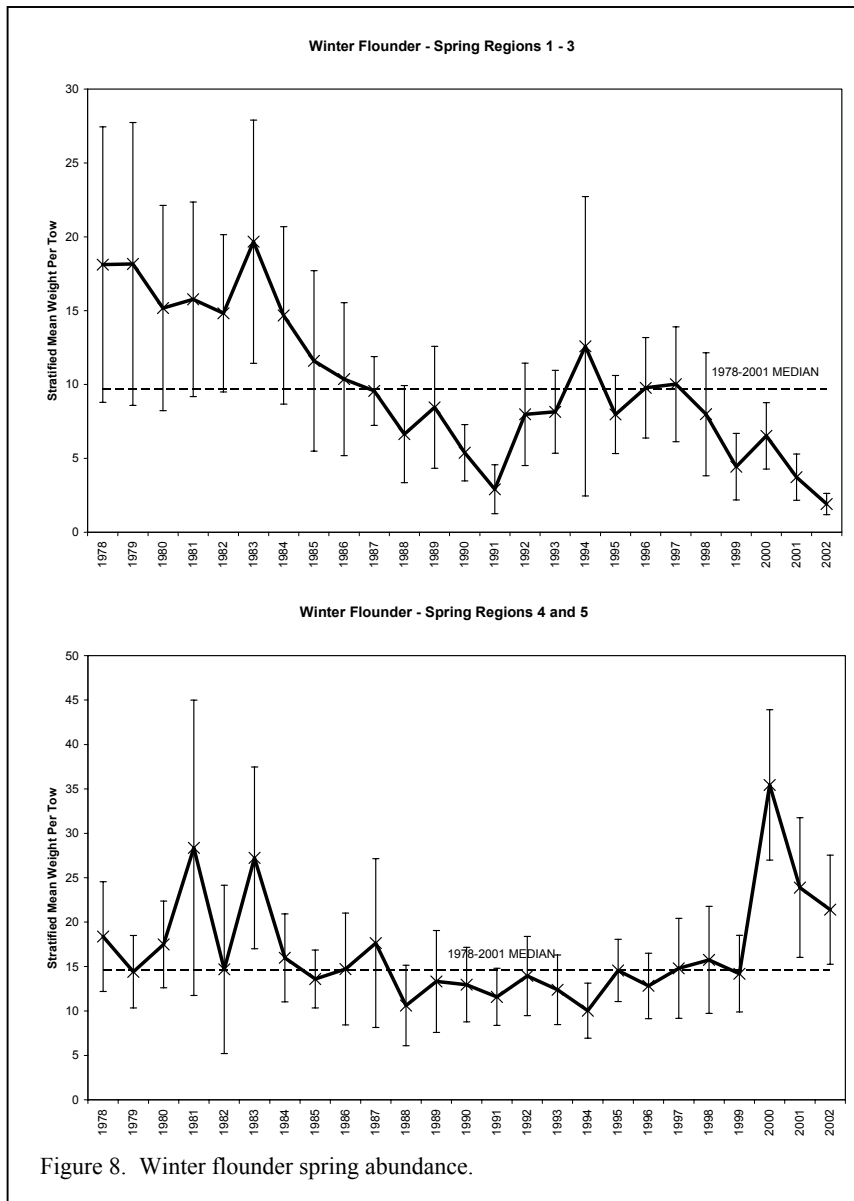 Winter Flounder - Spring Regions 1 - 3
Stratified Mean Weight Per Tow
30
25
20
15
10
5
0
1978-2001 MEDIAN
1978 1979 1980 1981 1982 1983 1984 1985 1986 1987 1988 1989 1990 1991 1992 1993 1994 1995 1996 1997 1998 1999 2000 2001 2002
Winter Flounder - Spring Regions 4 and 5
Stratified Mean Weight Per Tow
50
45
40
35
30
25
20
15
10
5
0
1978-2001 MEDIAN
1978 1979 1980 1981 1982 1983 1984 1985 1986 1987 1988 1989 1990 1991 1992 1993 1994 1995 1996 1997 1998 1999 2000 2001 2002
Figure 8. Winter flounder spring abundance.